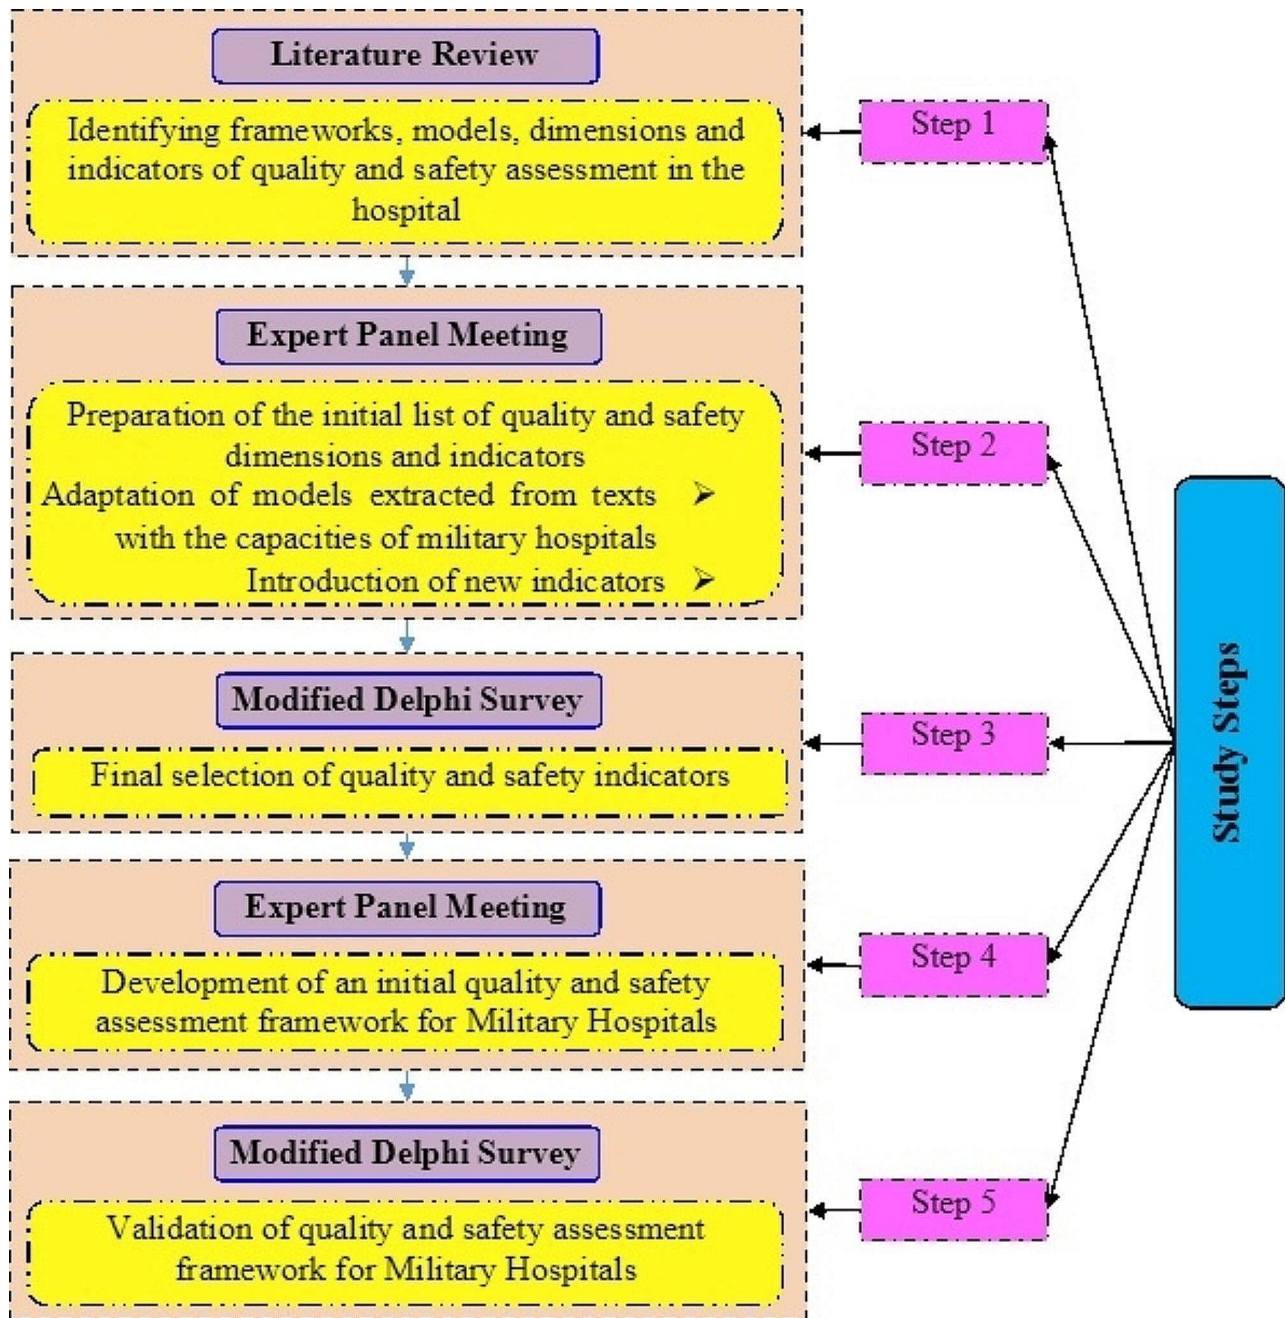 Literature Review
Identifying frameworks, models, dimensions and
indicators of quality and safety assessment in the
hospital
Step 1
Expert Panel Meeting
Preparation of the initial list of quality and safety
dimensions and indicators
Adaptation of models extracted from texts ➢
with the capacities of military hospitals
Introduction of new indicators ➢
Step 2
Modified Delphi Survey
Final selection of quality and safety indicators
Step 3
Expert Panel Meeting
Development of an initial quality and safety
assessment framework for Military Hospitals
Step 4
Modified Delphi Survey
Validation of quality and safety assessment
framework for Military Hospitals
Step 5
Study Steps